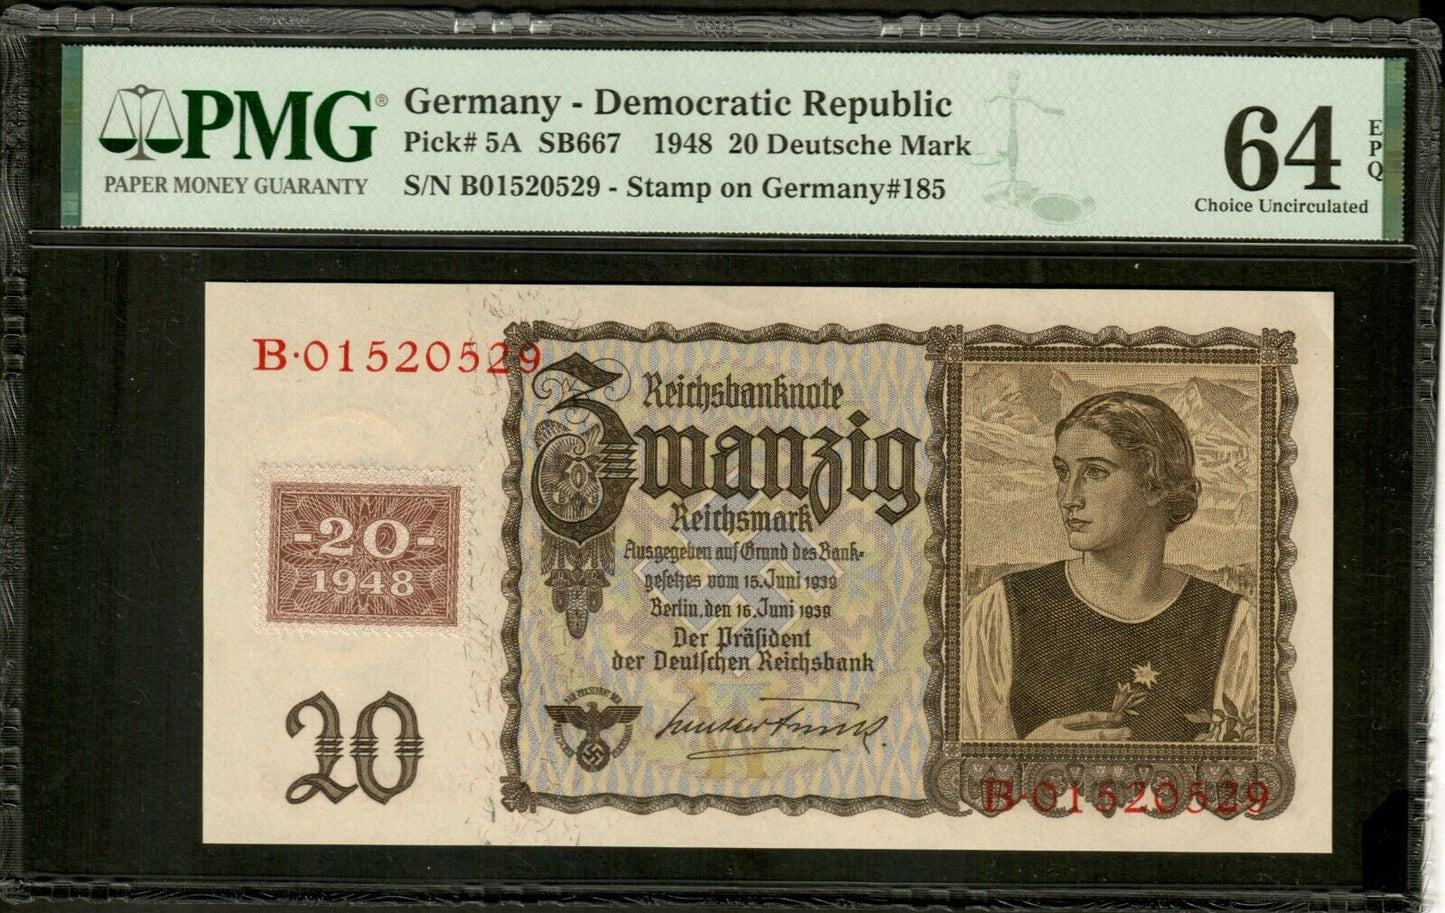 PMG®
PAPER MONEY GUARANTY
Germany - Democratic Republic
Pick# 5A SB667 1948 20 Deutsche Mark
S/N B01520529 - Stamp on Germany#185
64
EPQ
Choice Uncirculated
B·01520529
Reichsbanknote
Zwanzig
Reichsmark
Ausgegeben auf Grund des Bank-
gesetzes vom 15. Juni 1939
Berlin, den 16. Juni 1939
Der Präsident
der Deutschen Reichsbank
-20-
1948
20
H
B·01520529